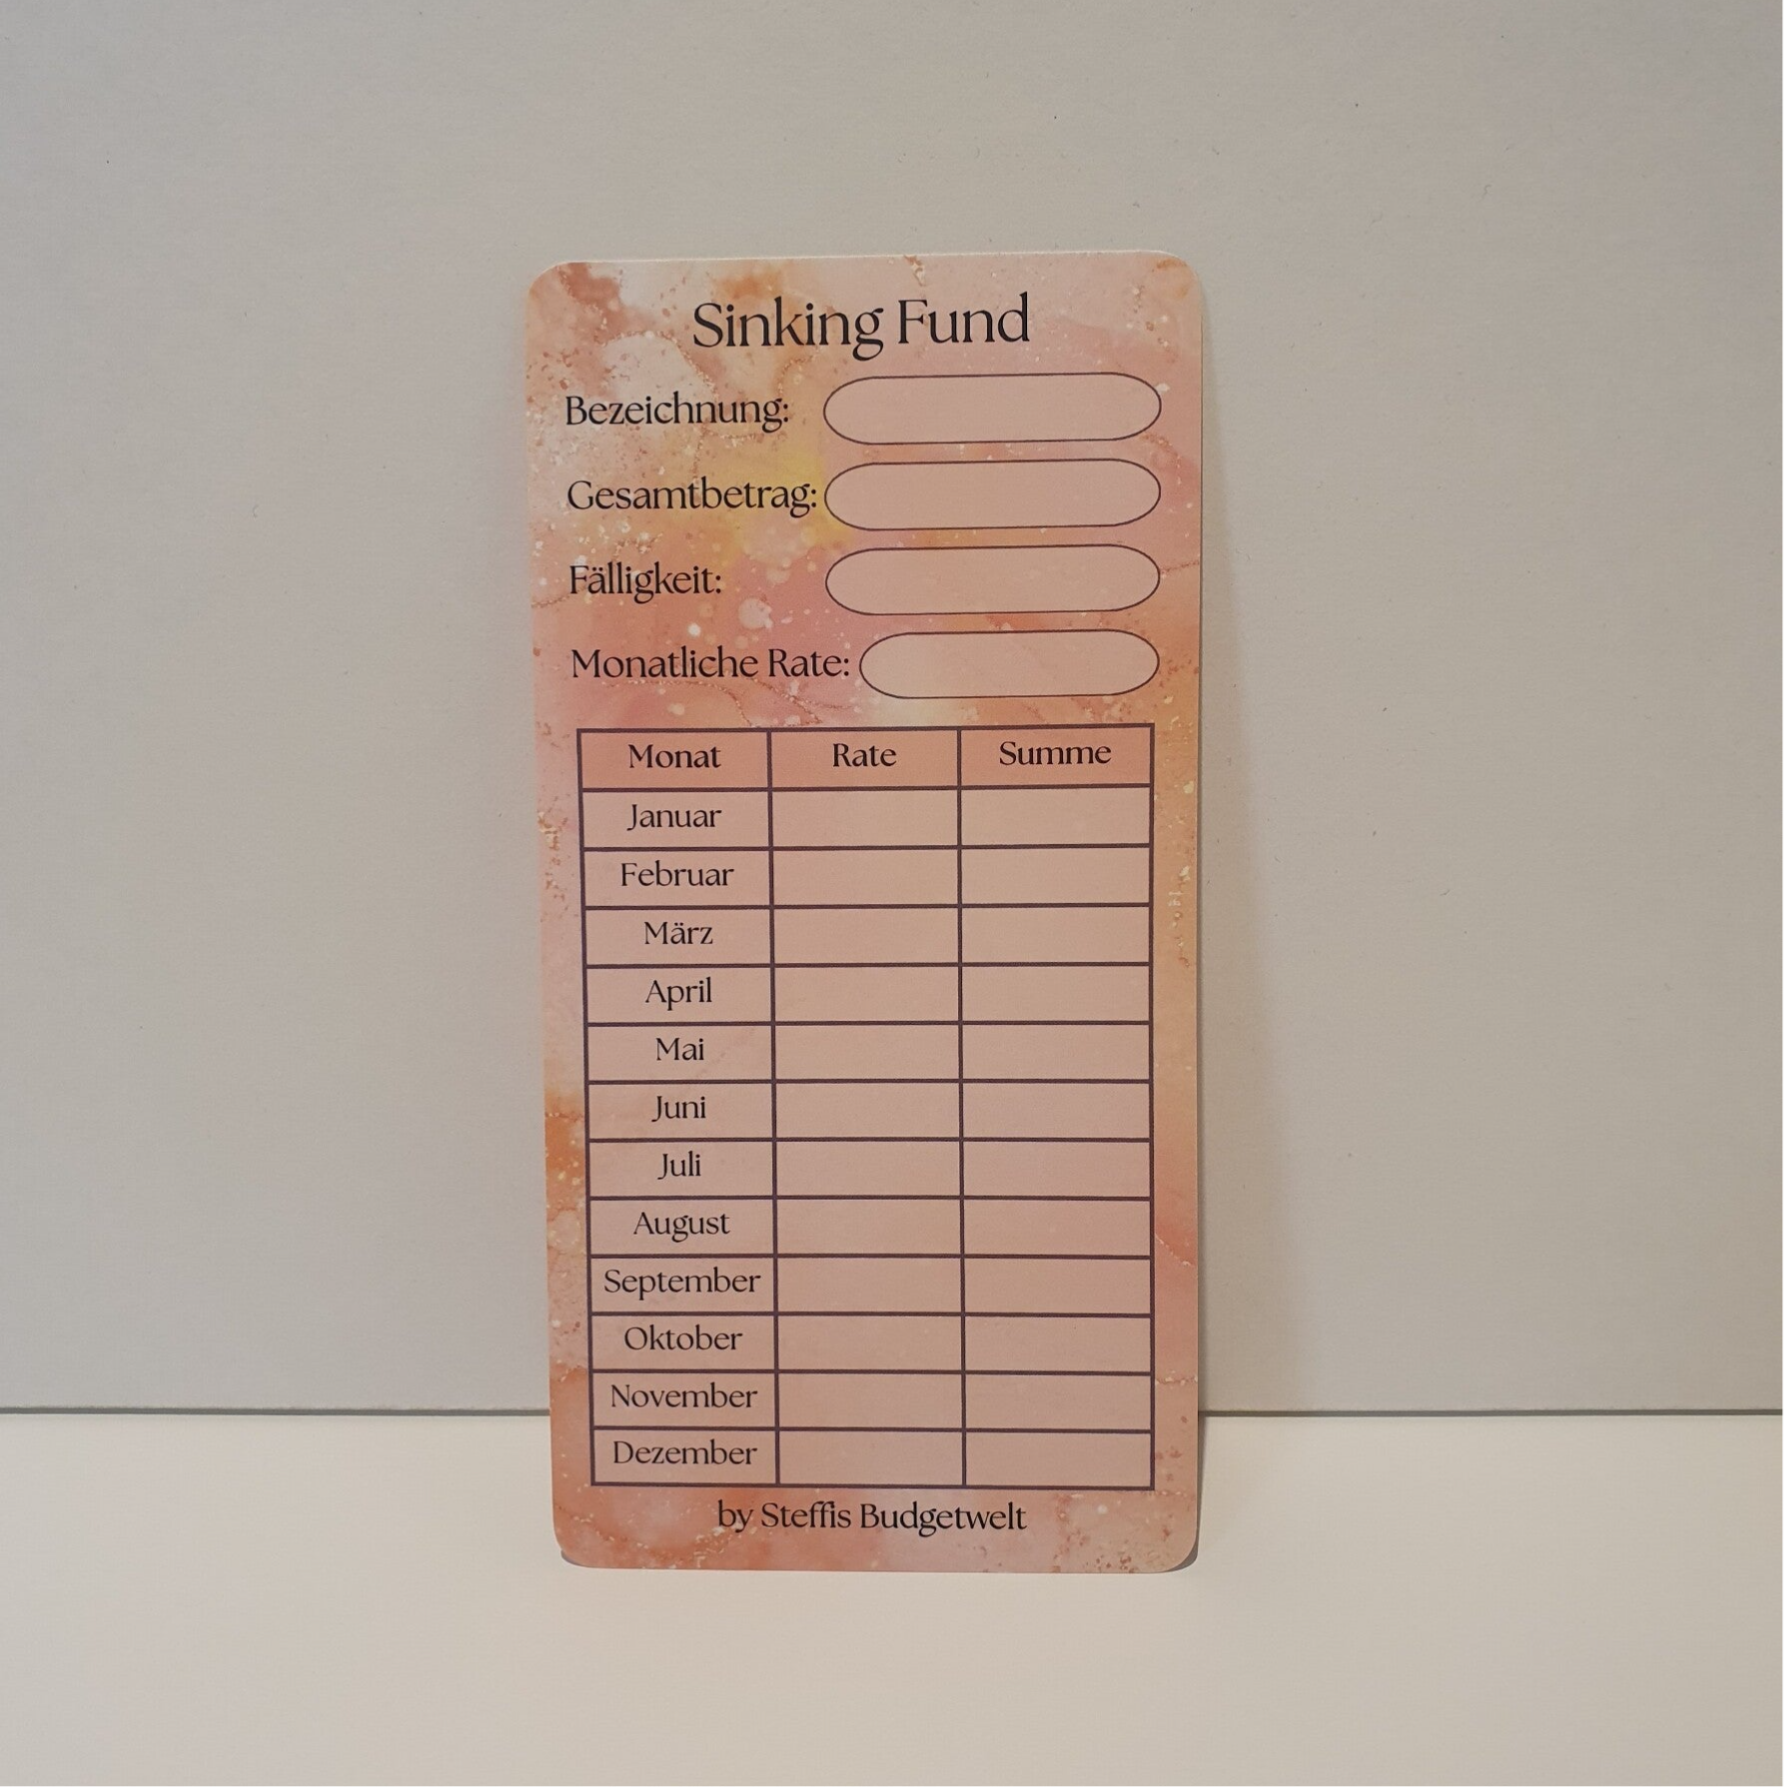 Sinking Fund
Bezeichnung:
Gesamtbetrag:
Fälligkeit:
Monatliche Rate:
Monat Rate Summe
Januar
Februar
März
April
Mai
Juni
Juli
August
September
Oktober
November
Dezember
by Steffis Budgetwelt